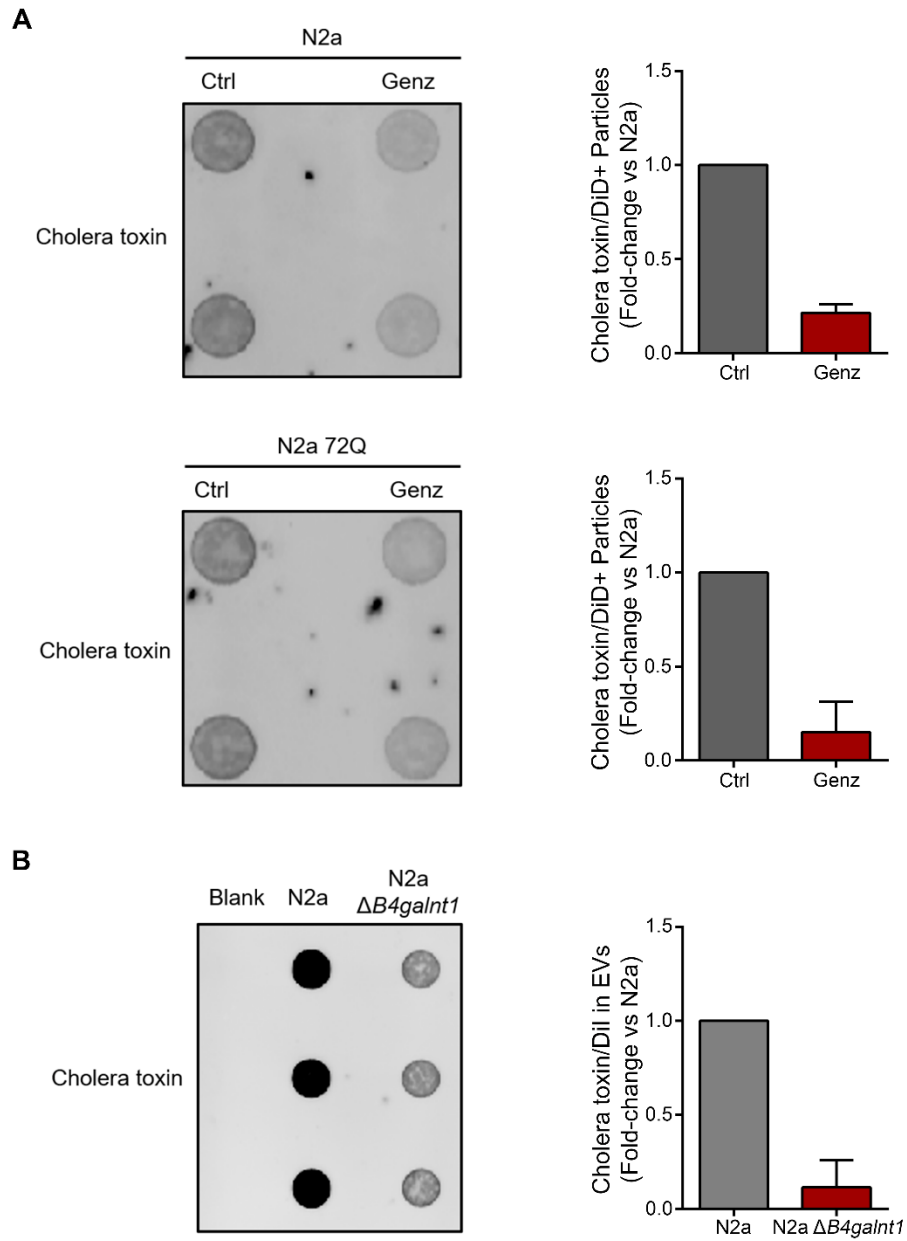 A
N2a
Ctrl Genz
Cholera toxin
Cholera toxin/DiD+ Particles
(Fold-change vs N2a)
1.5
1.0
0.5
0.0
Ctrl Genz
N2a 72Q
Ctrl Genz
Cholera toxin
Cholera toxin/DiD+ Particles
(Fold-change vs N2a)
1.5
1.0
0.5
0.0
Ctrl Genz
B
Blank N2a N2a
ΔB4galnt1
Cholera toxin
Cholera toxin/DiI in EVs
(Fold-change vs N2a)
1.5
1.0
0.5
0.0
N2a N2a ΔB4galnt1